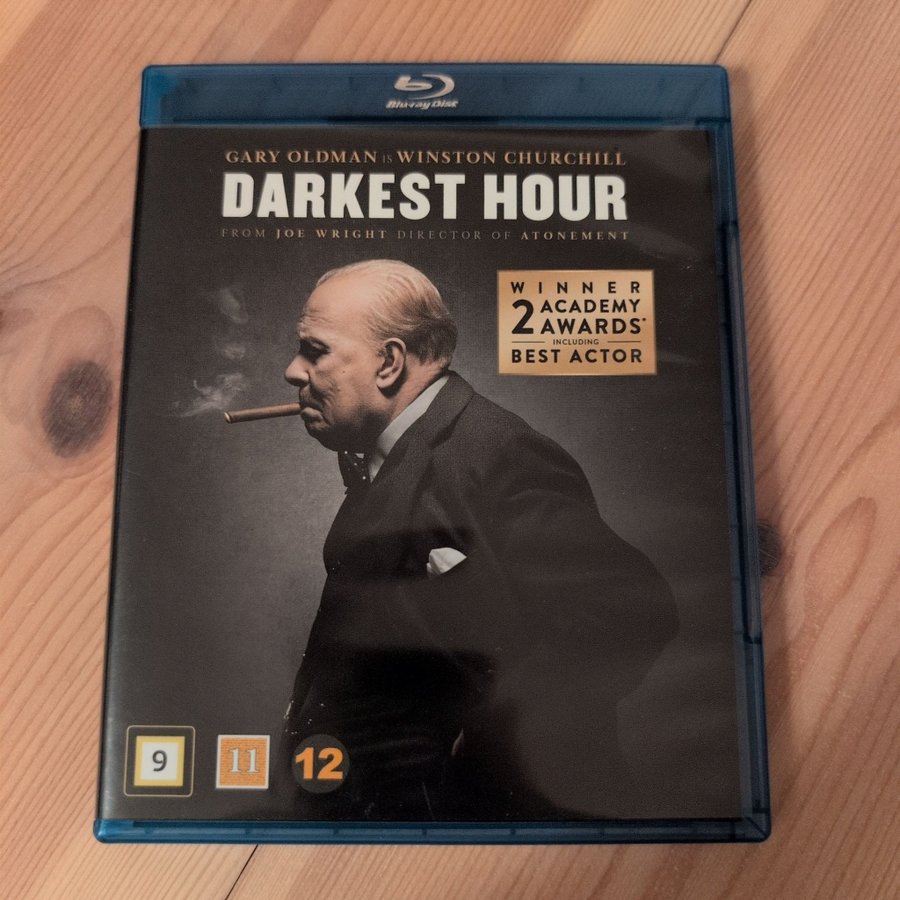 Blu-ray Disc
GARY OLDMAN IS WINSTON CHURCHILL
DARKEST HOUR
FROM JOE WRIGHT DIRECTOR OF ATONEMENT
WINNER
2 ACADEMY
AWARDS®
INCLUDING
BEST ACTOR
9
11
12